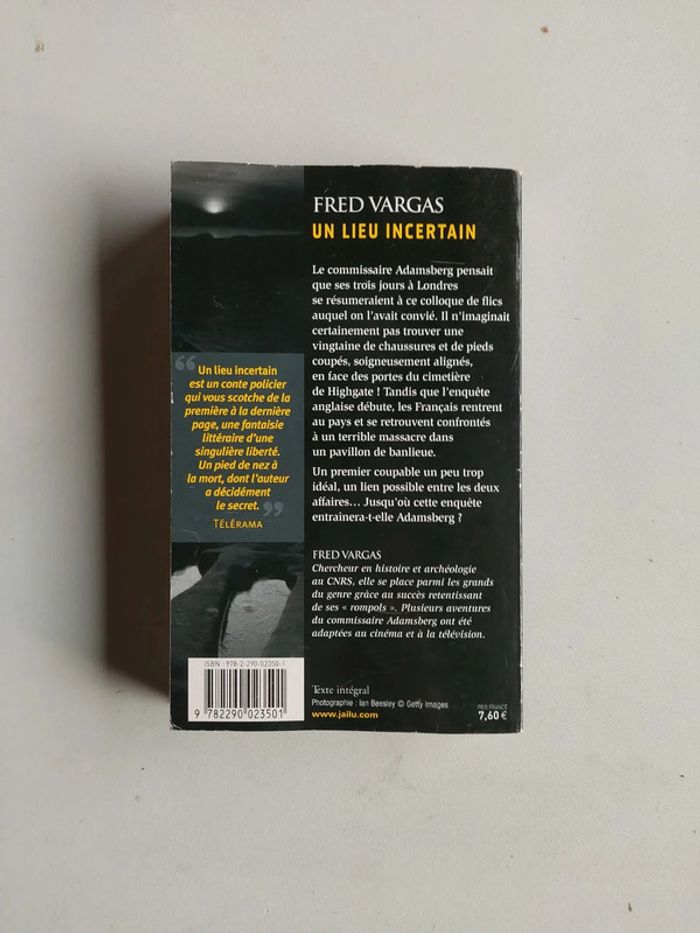 FRED VARGAS
UN LIEU INCERTAIN
Le commissaire Adamsberg pensait
que ses trois jours à Londres
se résumeraient à ce colloque de flics
auquel on l'avait convié. Il n'imaginait
certainement pas trouver une
vingtaine de chaussures et de pieds
coupés, soigneusement alignés,
en face des portes du cimetière
de Highgate ! Tandis que l'enquête
anglaise débute, les Français rentrent
au pays et se retrouvent confrontés
à un terrible massacre dans
un pavillon de banlieue.
Un premier coupable un peu trop
idéal, un lien possible entre les deux
affaires... Jusqu'où cette enquête
entrainera-t-elle Adamsberg ?
“ Un lieu incertain
est un conte policier
qui vous scotche de la
première à la dernière
page, une fantaisie
littéraire d'une
singulière liberté.
Un pied de nez à
la mort, dont l'auteur
a décidément
le secret. ”
TÉLÉRAMA
FRED VARGAS
Chercheur en histoire et archéologie
au CNRS, elle se place parmi les grands
du genre grâce au succès retentissant
de ses « rompols ». Plusieurs aventures
du commissaire Adamsberg ont été
adaptées au cinéma et à la télévision.
ISBN : 978-2-290-02350-1
9 782290 023501
Texte intégral
Photographie : Ian Beesley © Getty Images
www.jailu.com
PRIX FRANCE
7,60 €